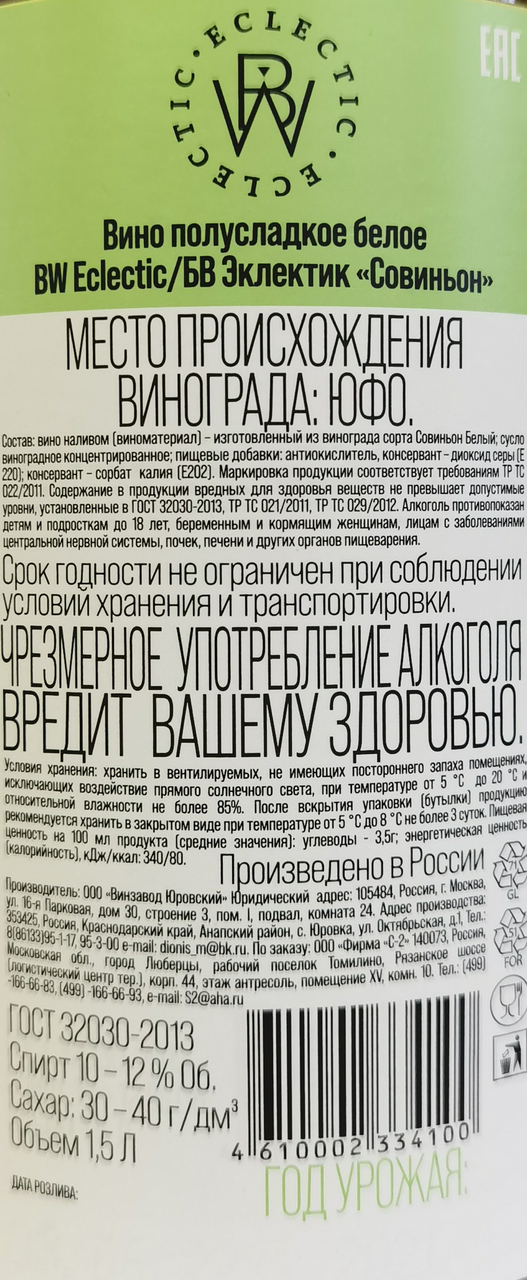 ECLECTIC · ECLECTIC ·
BW
EAC
Вино полусладкое белое
BW Eclectic/БВ Эклектик «Совиньон»
МЕСТО ПРОИСХОЖДЕНИЯ
ВИНОГРАДА: ЮФО.
Состав: вино наливом (виноматериал) – изготовленный из винограда сорта Совиньон Белый; сусло
виноградное концентрированное; пищевые добавки: антиокислитель, консервант – диоксид серы (E
220); консервант – сорбат калия (E202). Маркировка продукции соответствует требованиям ТР ТС
022/2011. Содержание в продукции вредных для здоровья веществ не превышает допустимые
уровни, установленные в ГОСТ 32030-2013, ТР ТС 021/2011, ТР ТС 029/2012. Алкоголь противопоказан
детям и подросткам до 18 лет, беременным и кормящим женщинам, лицам с заболеваниями
центральной нервной системы, почек, печени и других органов пищеварения.
Срок годности не ограничен при соблюдении
условий хранения и транспортировки.
ЧРЕЗМЕРНОЕ УПОТРЕБЛЕНИЕ АЛКОГОЛЯ
ВРЕДИТ ВАШЕМУ ЗДОРОВЬЮ.
Условия хранения: хранить в вентилируемых, не имеющих постороннего запаха помещениях,
исключающих воздействие прямого солнечного света, при температуре от 5 °С до 20 °С и
относительной влажности не более 85%. После вскрытия упаковки (бутылки) продукцию
рекомендуется хранить в закрытом виде при температуре от 5 °С до 8 °С не более 3 суток. Пищевая
ценность на 100 мл продукта (средние значения): углеводы - 3,5г; энергетическая ценность
(калорийность), кДж/ккал: 340/80.
Произведено в России
Производитель: ООО «Винзавод Юровский» Юридический адрес: 105484, Россия, г. Москва,
ул. 16-я Парковая, дом 30, строение 3, пом. I, подвал, комната 24. Адрес производства:
353425, Россия, Краснодарский край, Анапский район, с. Юровка, ул. Октябрьская, д.1, Тел.:
8(86133)95-1-17, 95-3-00 e-mail: dionis_m@bk.ru. По заказу: ООО «Фирма «С-2» 140073, Россия,
Московская обл., город Люберцы, рабочий поселок Томилино, Рязанское шоссе
(логистический центр тер.), корп. 44, этаж антресоль, помещение XV, комн. 10. Тел.: (499)
-166-66-83, (499) -166-66-93, e-mail: S2@aha.ru
71
GL
51
FOR
ГОСТ 32030-2013
Спирт 10 – 12 % Об.
Сахар: 30 – 40 г/дм³
Объем 1,5 Л
4 610002 334100
ДАТА РОЗЛИВА:
ГОД УРОЖАЯ: